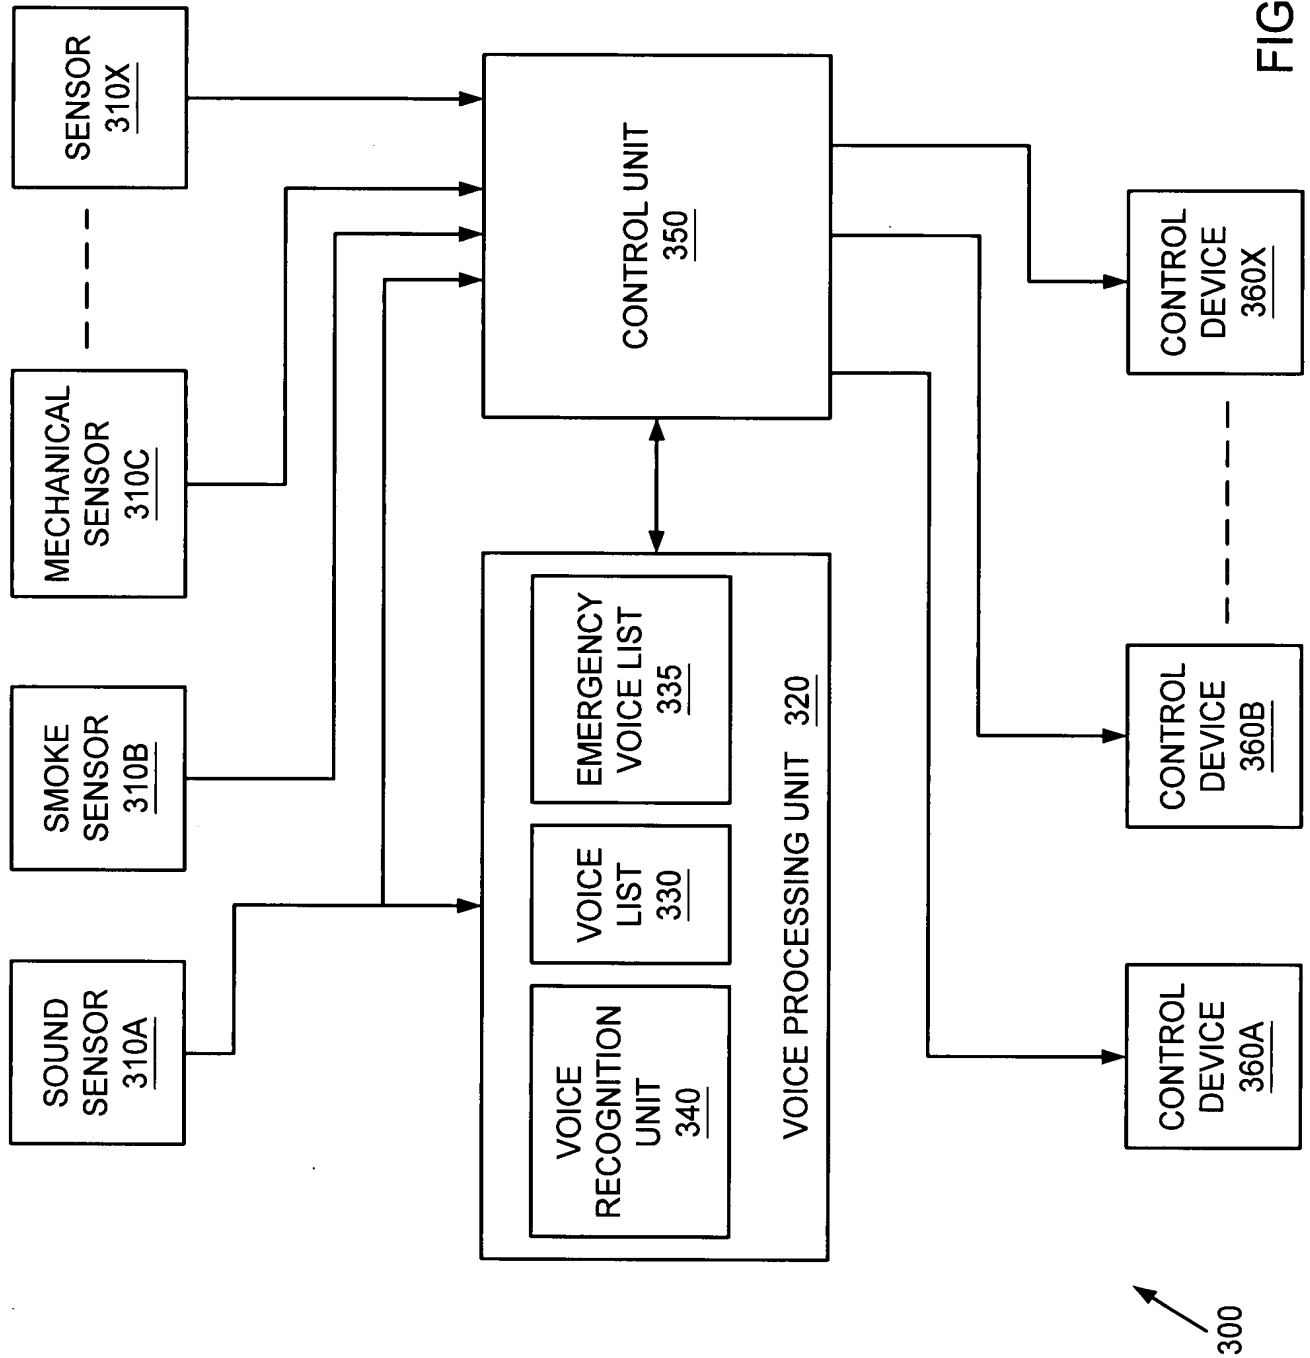 SOUND
SENSOR
310A
SMOKE
SENSOR
310B
MECHANICAL
SENSOR
310C
SENSOR
310X
VOICE
RECOGNITION
UNIT
340
VOICE
LIST
330
EMERGENCY
VOICE LIST
335
VOICE PROCESSING UNIT 320
CONTROL UNIT
350
CONTROL
DEVICE
360A
CONTROL
DEVICE
360B
CONTROL
DEVICE
360X
300
FIG